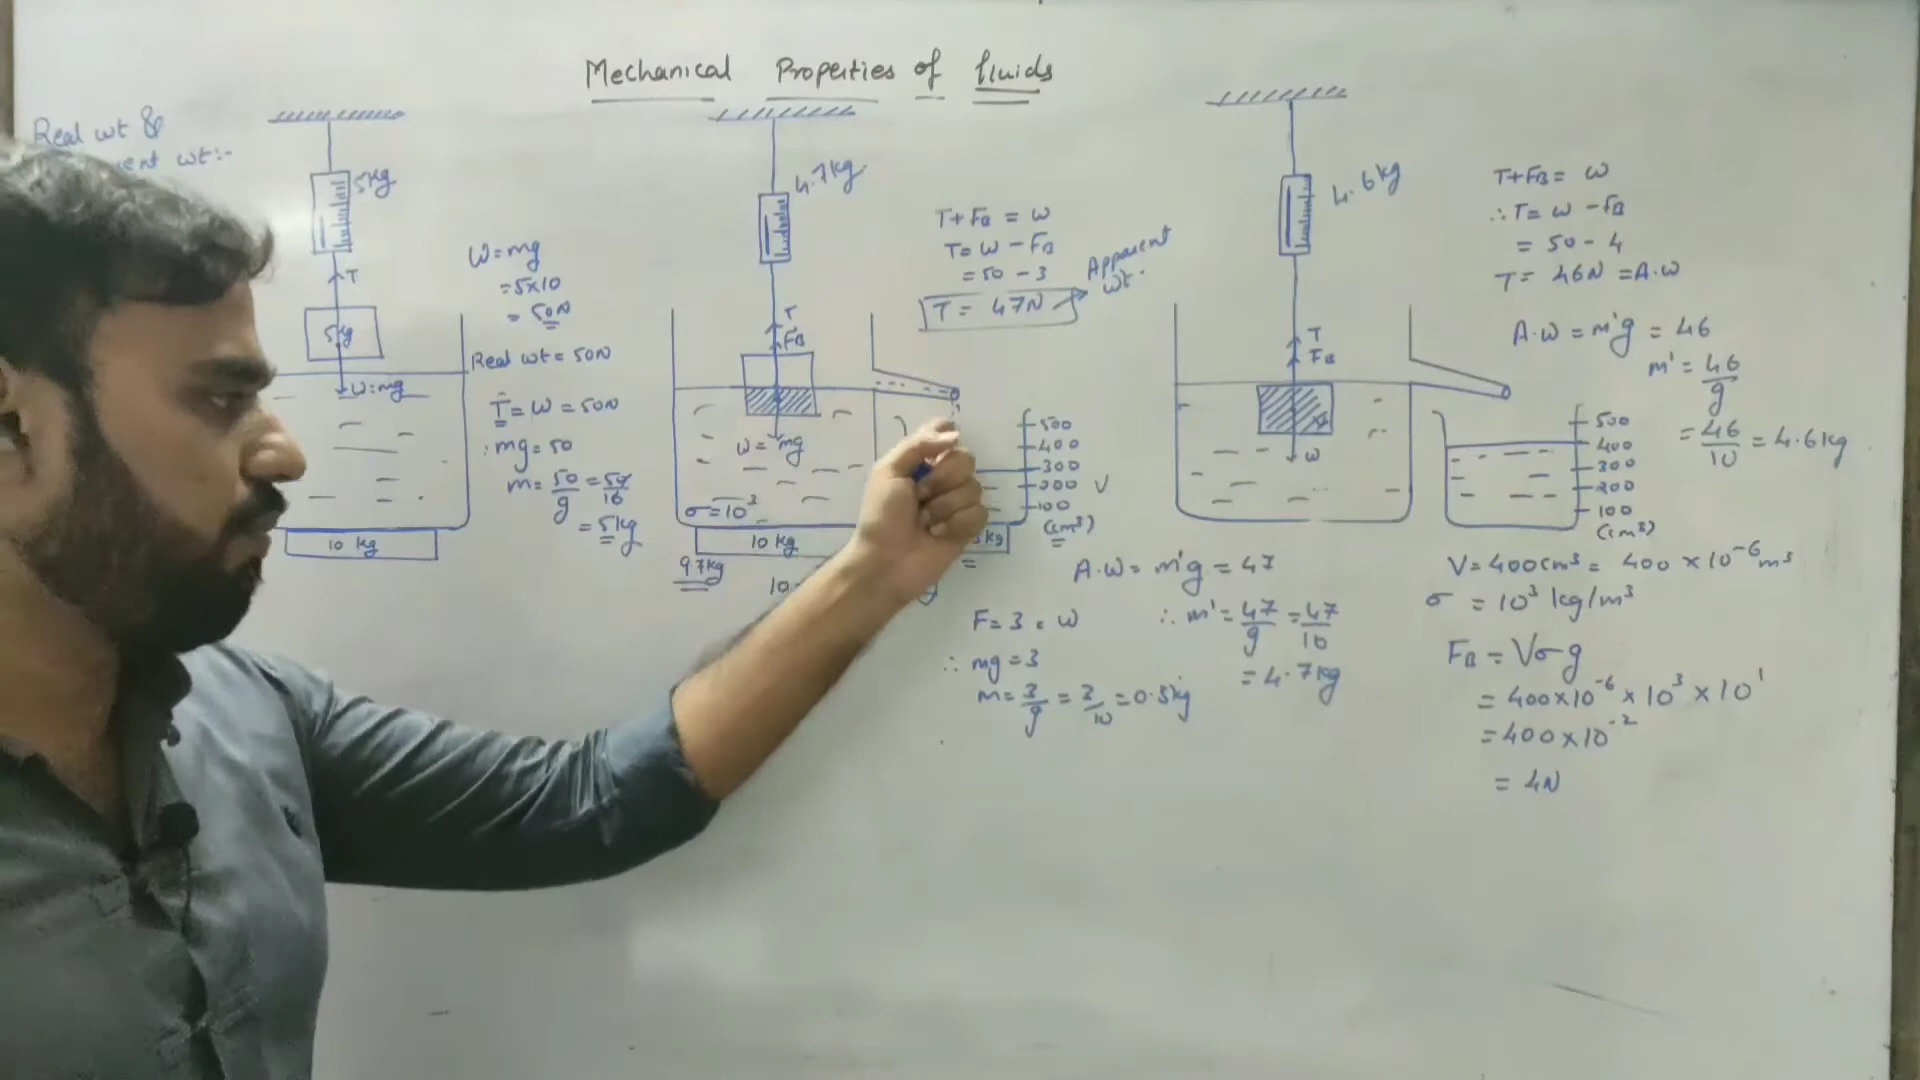 Mechanical Properties of fluids
Real wt &
wt:-
5kg
T
5kg
W=mg
10 kg
W=mg
=5x10
= 50N
Real wt = 50N
T = W = 50N
∴ mg = 50
m = 50/g = 50/10
= 5kg
4.7kg
T
FB
W = mg
σ = 10³
10 kg
9.7kg
T+FB = W
T = W - FB
= 50 - 3
T = 47N
Apparent
wt.
500
400
300
200 V
100
(cm³)
F = 3 = W
∴ mg = 3
m = 3/g = 3/10 = 0.3kg
A.W = m'g = 47
∴ m' = 47/g = 47/10
= 4.7kg
4.6kg
T
FB
V
W
500
400
300
200
100
(cm³)
T+FB = W
∴ T = W - FB
= 50 - 4
T = 46N = A.W
A.W = m'g = 46
m' = 46/g
= 46/10 = 4.6kg
V = 400cm³ = 400 x 10⁻⁶ m³
σ = 10³ kg/m³
FB = Vσg
= 400x10⁻⁶ x 10³ x 10¹
= 400 x 10⁻²
= 4N